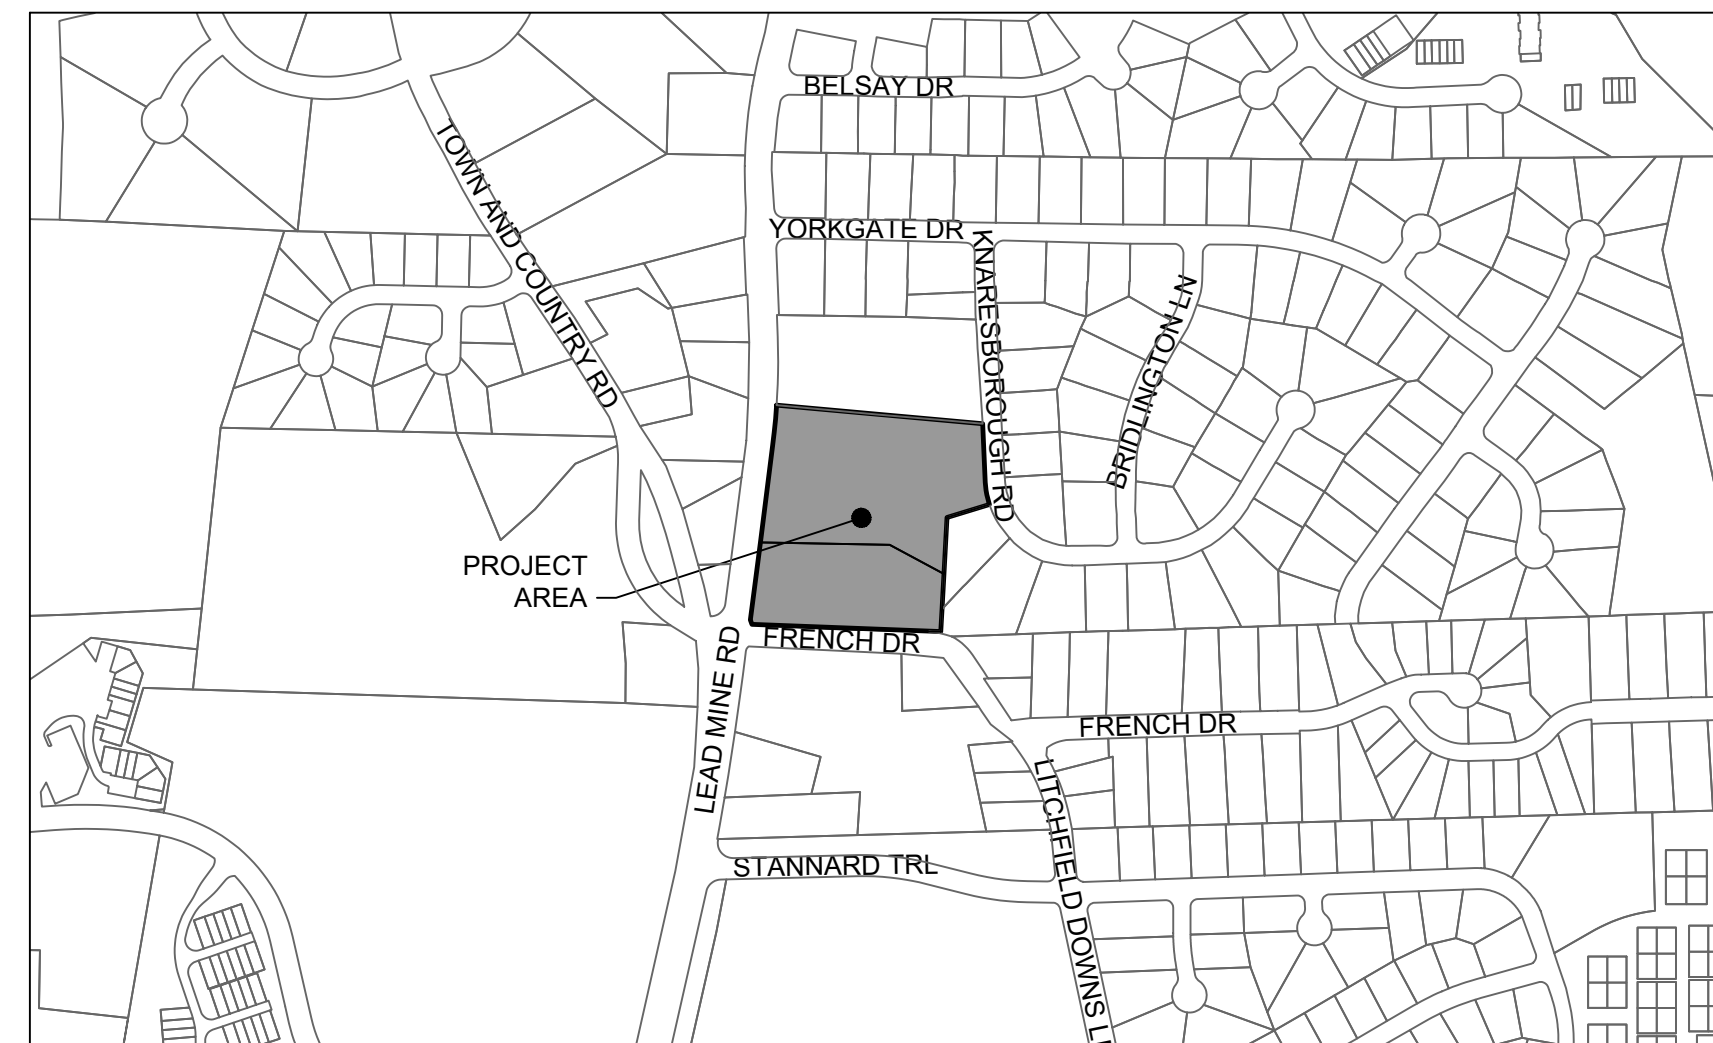 BELSAY DR
TOWN AND COUNTRY RD
YORKGATE DR
KNARESBOROUGH RD
BRIDLINGTON LN
PROJECT
AREA
FRENCH DR
LEAD MINE RD
FRENCH DR
LITCHFIELD DOWNS L
STANNARD TRL